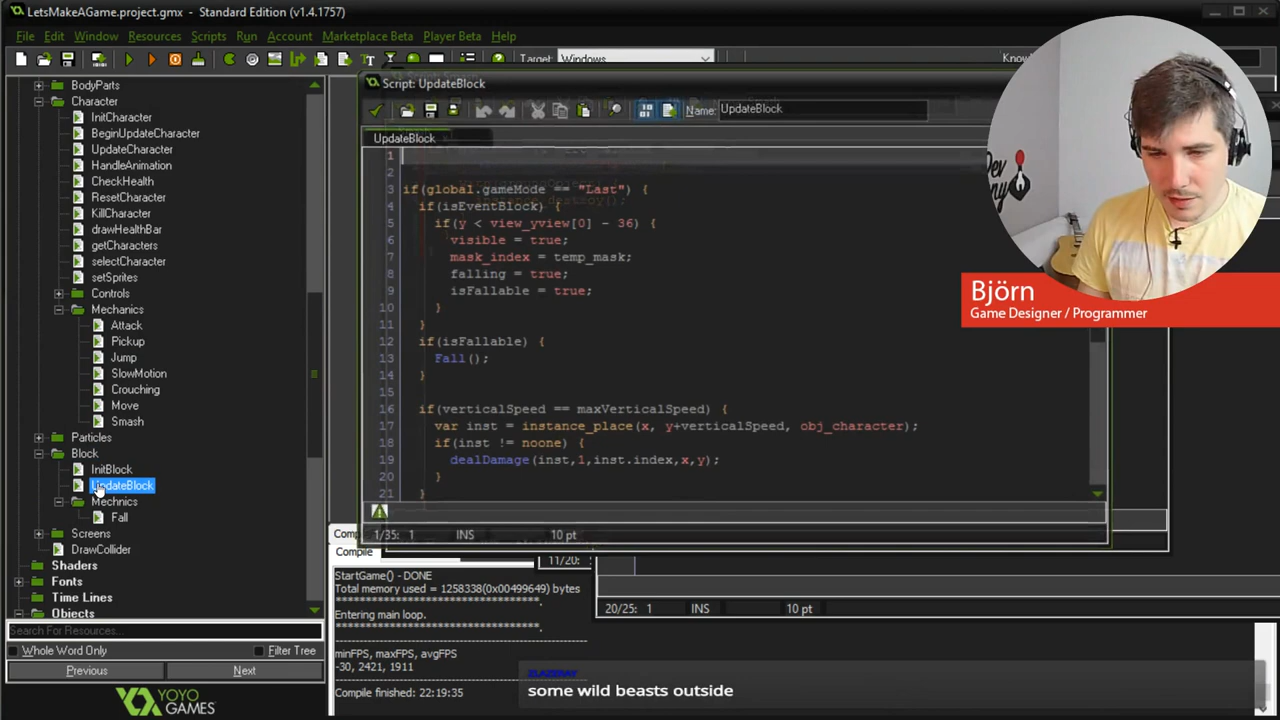 LetsMakeAGame.project.gmx - Standard Edition (v1.4.1757)
File Edit Window Resources Scripts Run Account Marketplace Beta Player Beta Help
Target: Windows
BodyParts
Character
InitCharacter
BeginUpdateCharacter
UpdateCharacter
HandleAnimation
CheckHealth
ResetCharacter
KillCharacter
drawHealthBar
getCharacters
selectCharacter
setSprites
Controls
Mechanics
Attack
Pickup
Jump
SlowMotion
Crouching
Move
Smash
Particles
Block
InitBlock
UpdateBlock
Mechnics
Fall
Screens
DrawCollider
Shaders
Fonts
Time Lines
Objects
Search For Resources...
Whole Word Only Filter Tree
Previous Next
YOYO
GAMES
Script: UpdateBlock
Name: UpdateBlock
UpdateBlock
1
2
3 if(global.gameMode == "Last") {
4 if(isEventBlock) {
5 if(y < view_yview[0] - 36) {
6 visible = true;
7 mask_index = temp_mask;
8 falling = true;
9 isFallable = true;
10 }
11 }
12 if(isFallable) {
13 Fall();
14 }
15
16 if(verticalSpeed == maxVerticalSpeed) {
17 var inst = instance_place(x, y+verticalSpeed, obj_character);
18 if(inst != noone) {
19 dealDamage(inst,1,inst.index,x,y);
20 }
21 }
1/35: 1 INS 10 pt
Compile
11/20:
20/25: 1 INS 10 pt
StartGame() - DONE
Total memory used = 1258338(0x00499649) bytes
**********************************.
Entering main loop.
**********************************.
minFPS, maxFPS, avgFPS
-30, 2421, 1911
Compile finished: 22:19:35
some wild beasts outside
Björn
Game Designer / Programmer